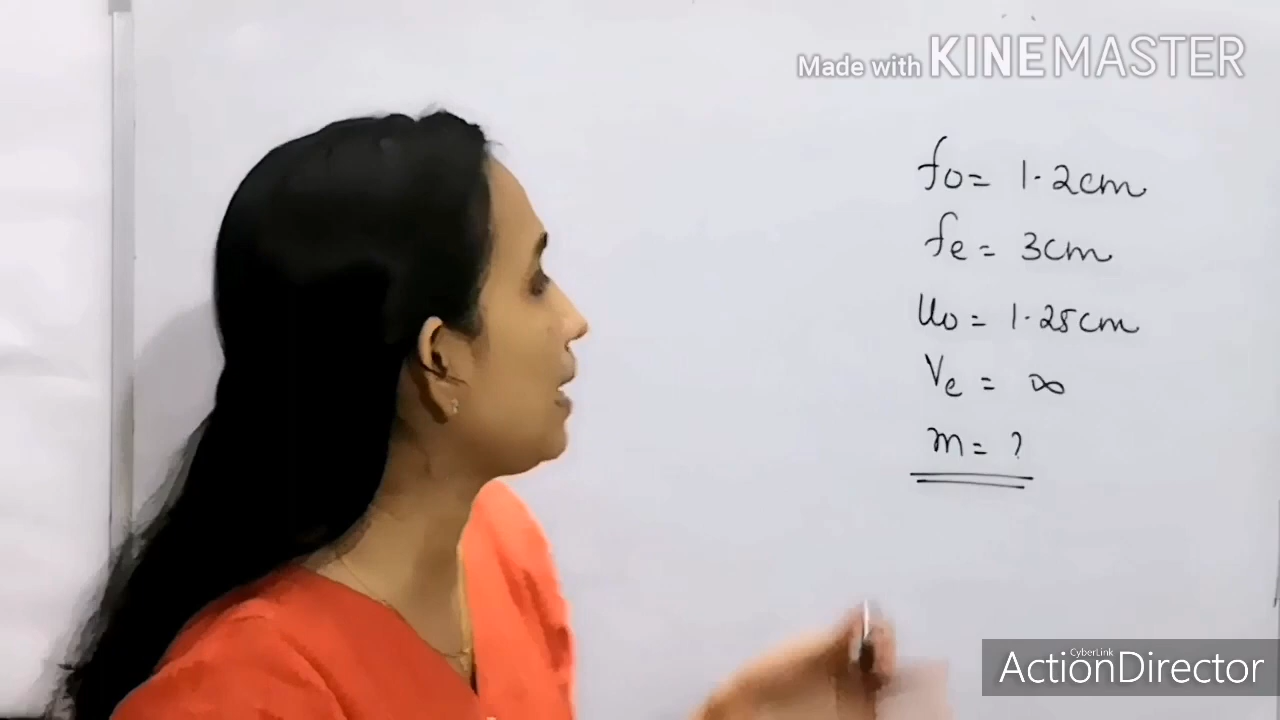 Made with KINEMASTER
fo = 1.2cm
fe = 3cm
uo = 1.25cm
Ve = ∞
m = ?
CyberLink
ActionDirector